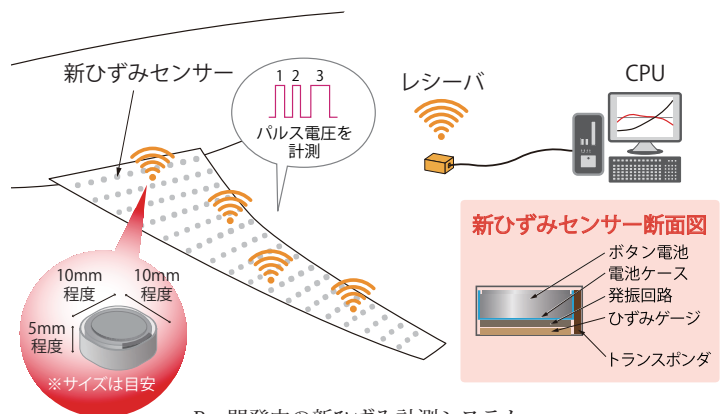 新ひずみセンサー
1 2 3
パルス電圧を
計測
レシーバ
CPU
10mm
程度
10mm
程度
5mm
程度
※サイズは目安
新ひずみセンサー断面図
ボタン電池
電池ケース
発振回路
ひずみゲージ
トランスポンダ